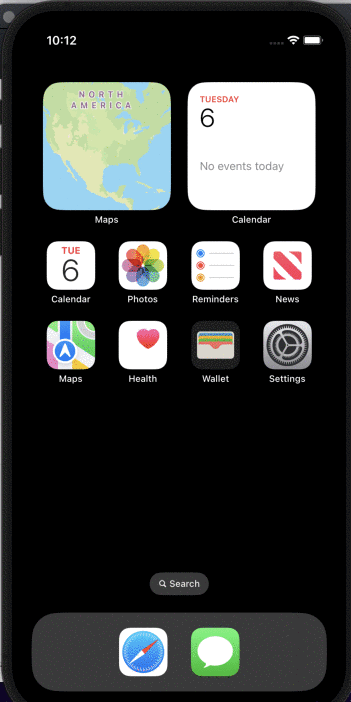 10:12
NORTH
AMERICA
TUESDAY
6
No events today
Maps
Calendar
TUE
6
Calendar
Photos
Reminders
News
Maps
Health
Wallet
Settings
Search